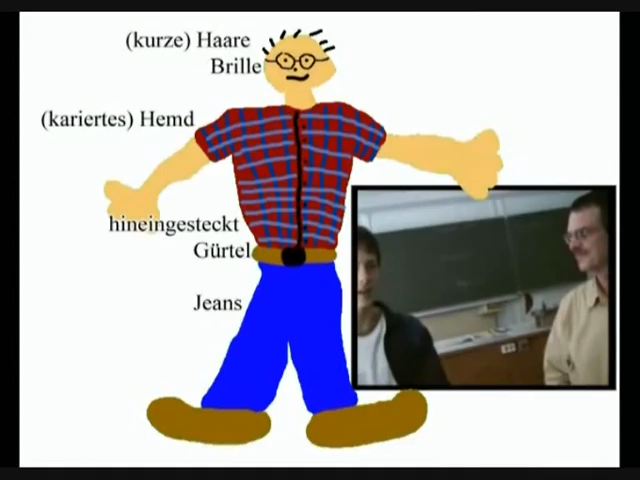 (kurze) Haare
Brille
(kariertes) Hemd
hineingesteckt
Gürtel
Jeans